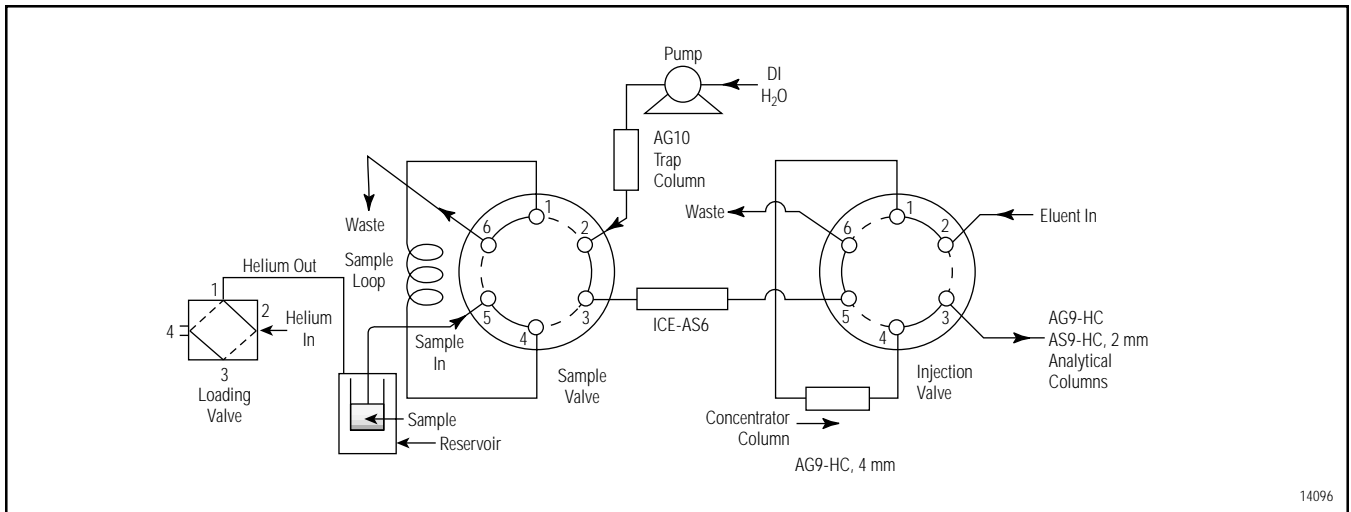 Pump
DI
H₂O
AG10
Trap
Column
1
2
3
4
5
6
Waste
Sample
Loop
Helium Out
1
2
Helium
In
4
3
Loading
Valve
Sample
In
Sample
Valve
Sample
Reservoir
ICE-AS6
Waste
1
2
3
4
5
6
Eluent In
AG9-HC
AS9-HC, 2 mm
Analytical
Columns
Injection
Valve
Concentrator
Column
AG9-HC, 4 mm
14096